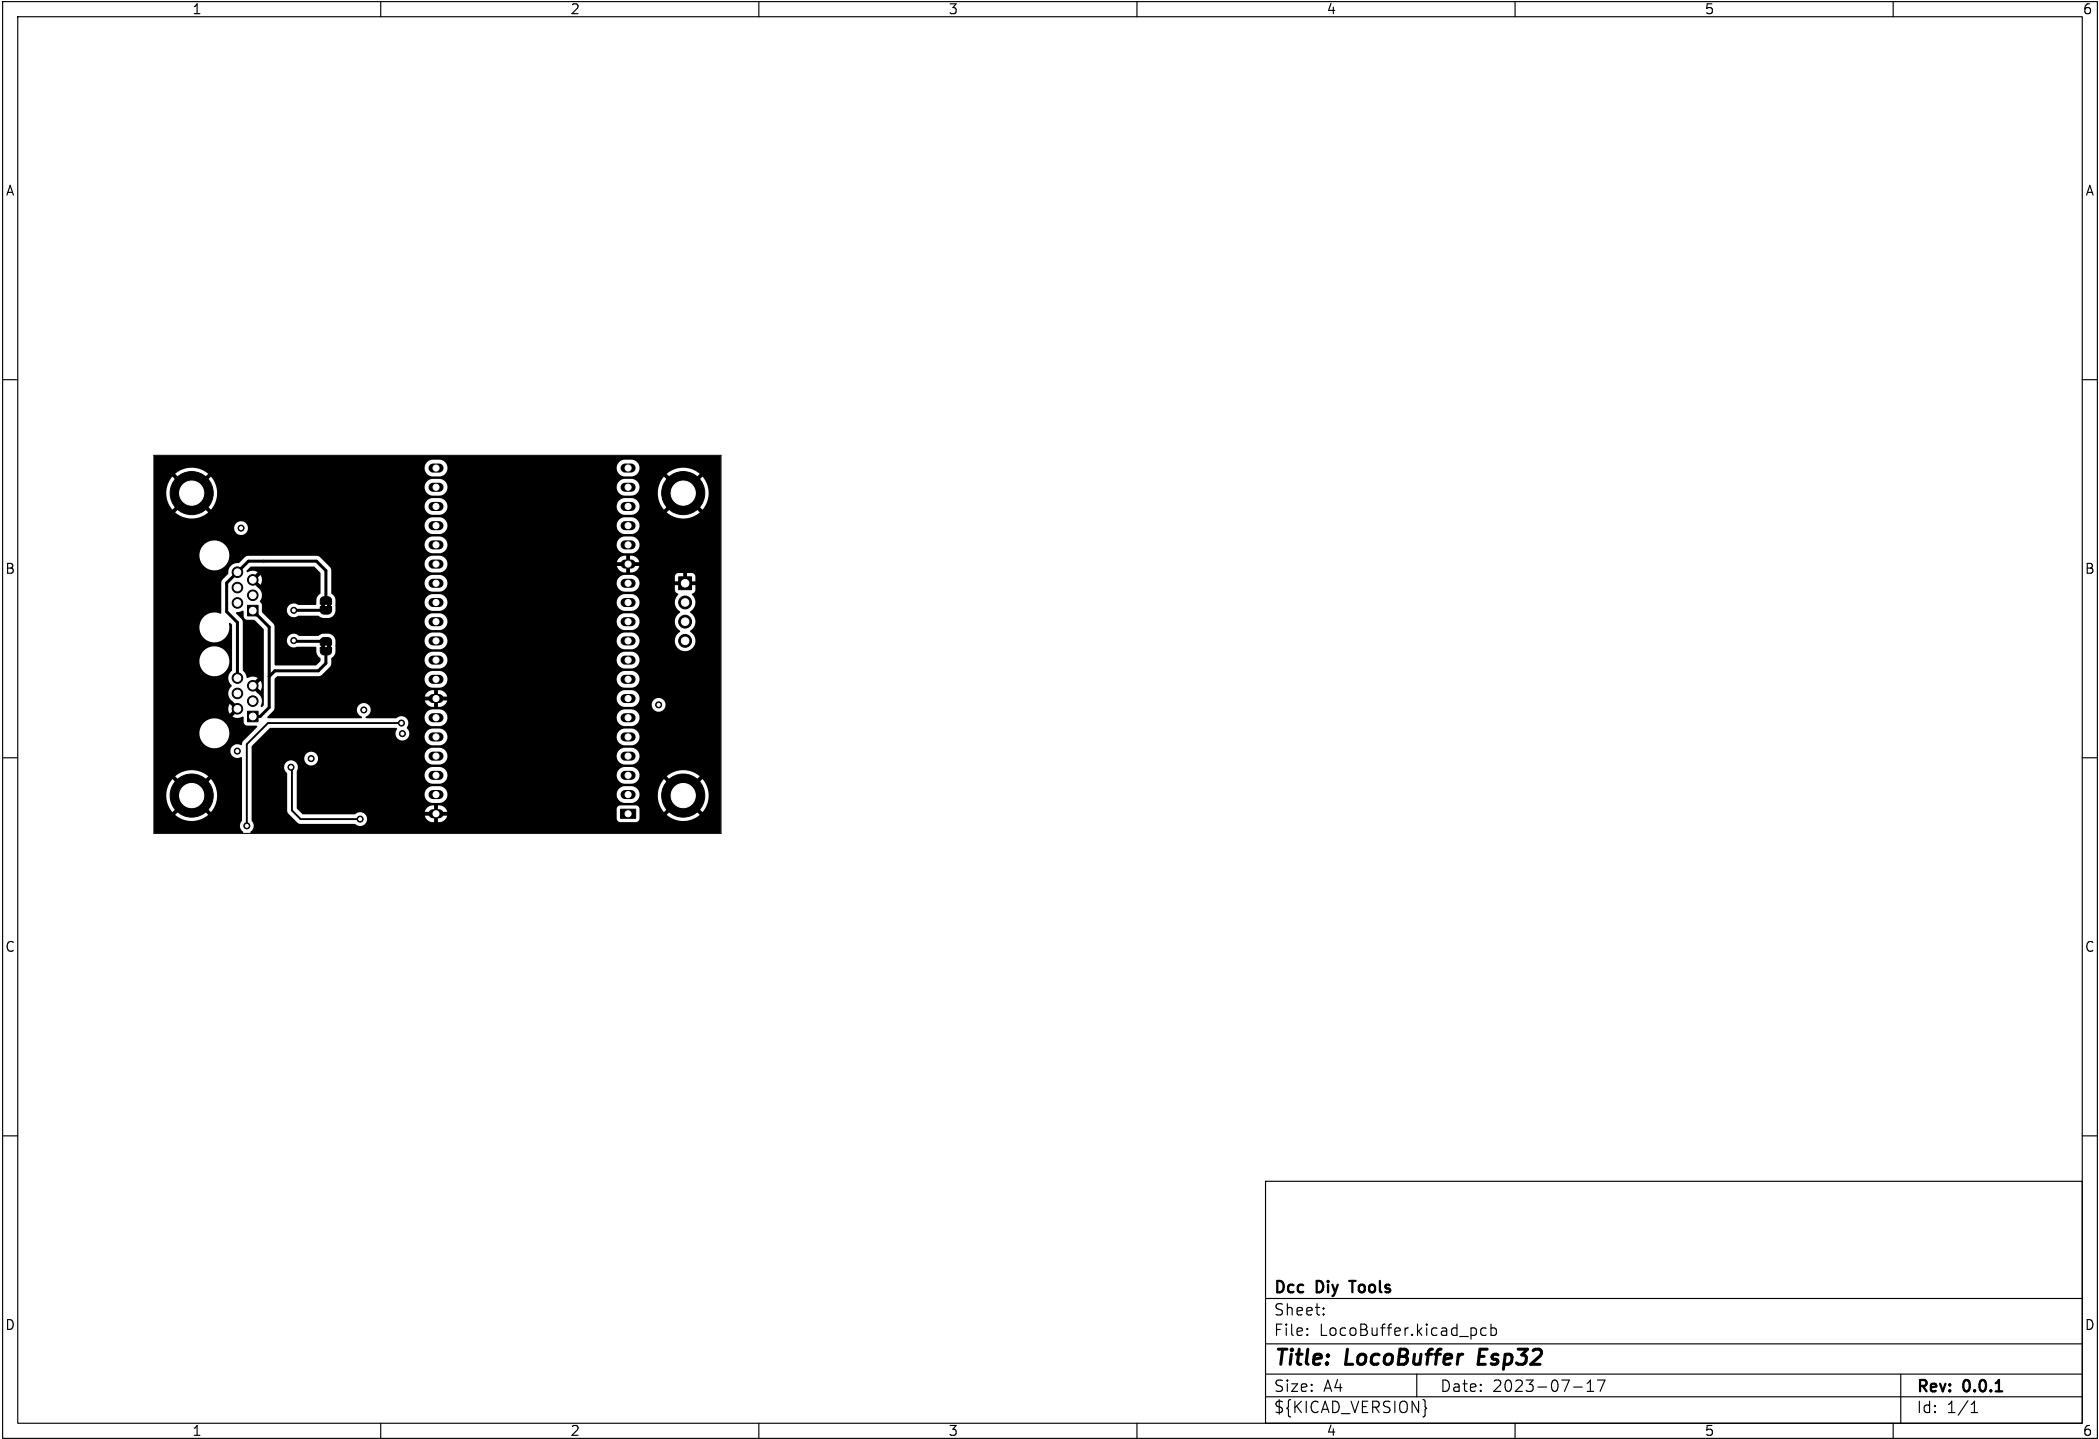 1 2 3 4 5 6
A A
B B
C C
Dcc Diy Tools
Sheet:
File: LocoBuffer.kicad_pcb
D D
Title: LocoBuffer Esp32
Size: A4 Date: 2023-07-17 Rev: 0.0.1
${KICAD_VERSION} Id: 1/1
1 2 3 4 5 6